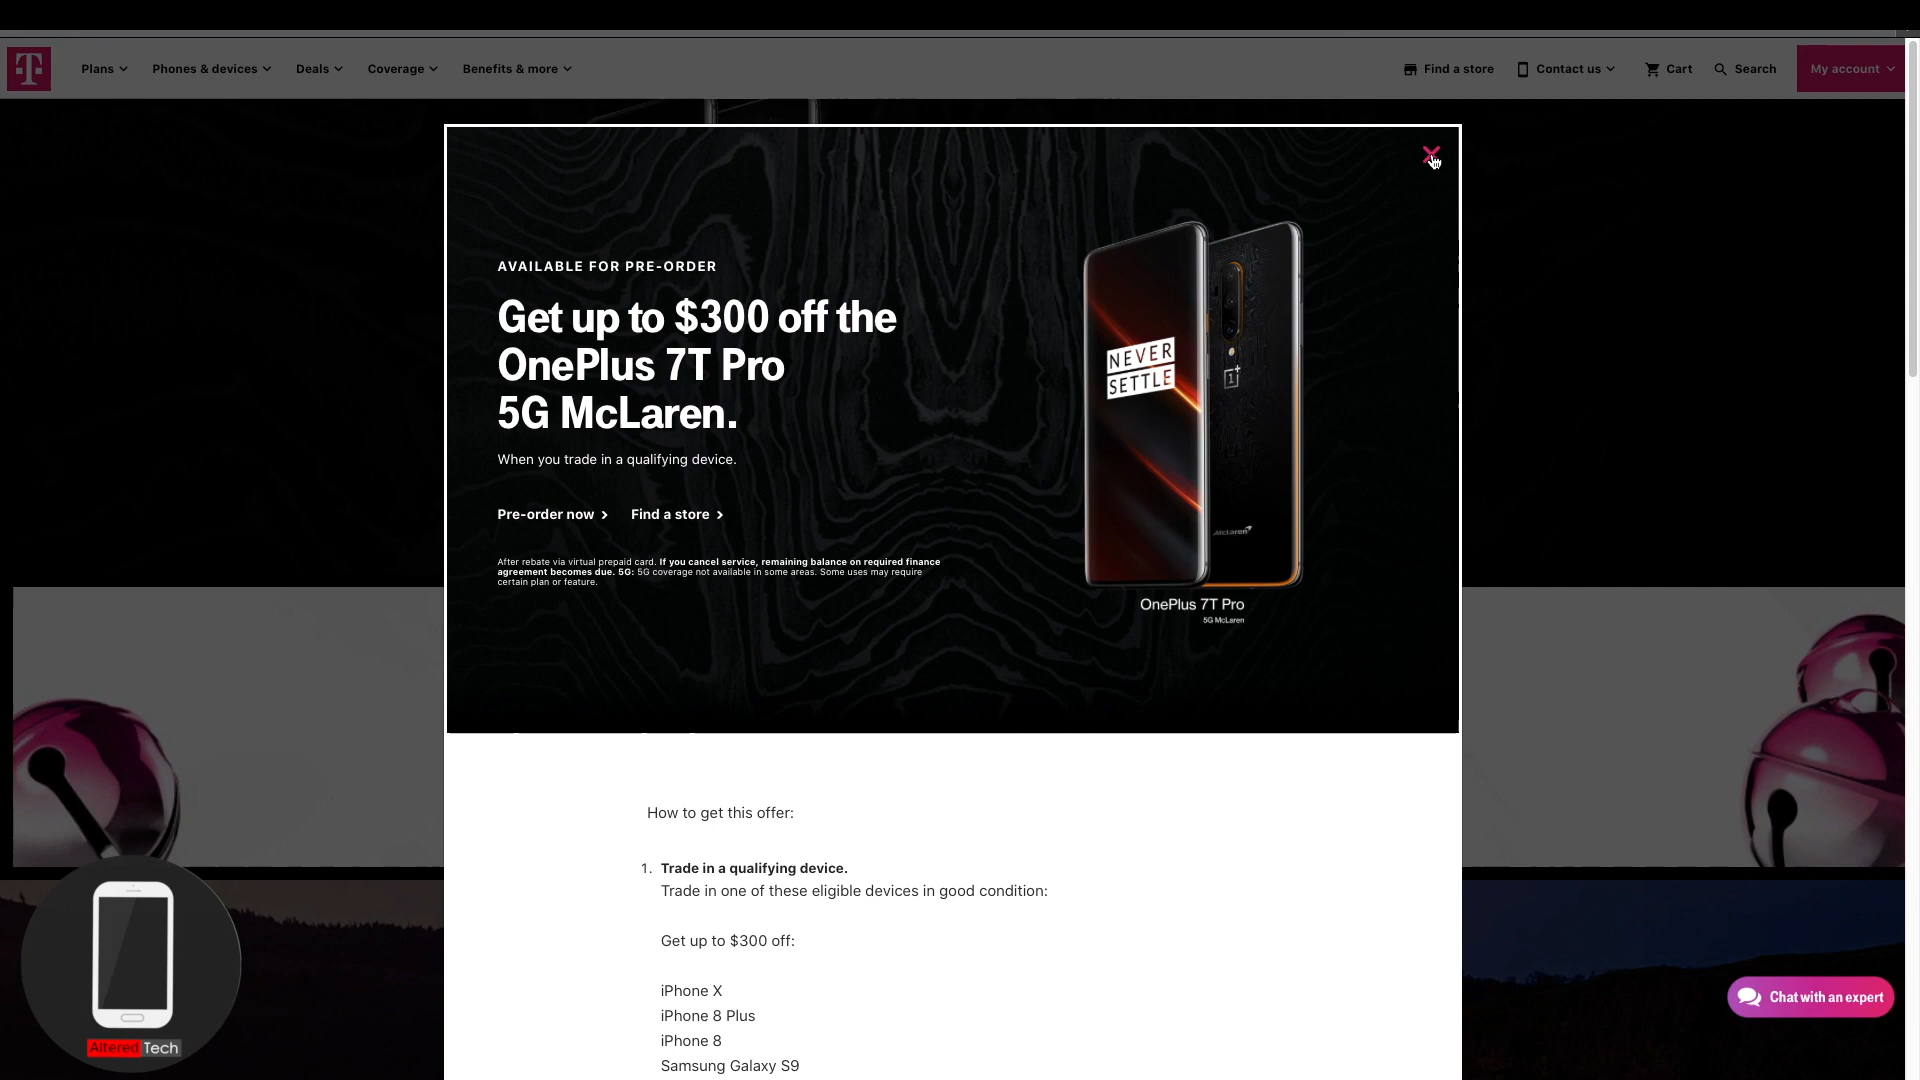 T
Plans
Phones & devices
Deals
Coverage
Benefits & more
Find a store
Contact us
Cart
Search
My account
AVAILABLE FOR PRE-ORDER
Get up to $300 off the
OnePlus 7T Pro
5G McLaren.
When you trade in a qualifying device.
Pre-order now
Find a store
After rebate via virtual prepaid card. If you cancel service, remaining balance on required finance
agreement becomes due. 5G: 5G coverage not available in some areas. Some uses may require
certain plan or feature.
NEVER
SETTLE
1+
McLaren
OnePlus 7T Pro
5G McLaren
How to get this offer:
1. Trade in a qualifying device.
Trade in one of these eligible devices in good condition:
Get up to $300 off:
iPhone X
iPhone 8 Plus
iPhone 8
Samsung Galaxy S9
Altered Tech
Chat with an expert